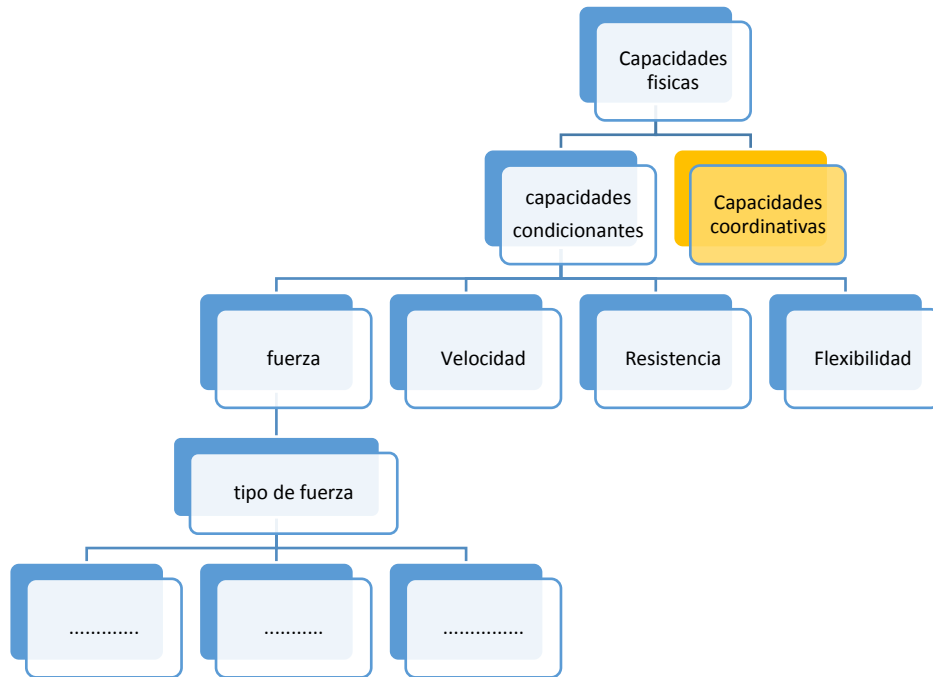 Capacidades
fisicas
capacidades
condicionantes
Capacidades
coordinativas
fuerza
Velocidad
Resistencia
Flexibilidad
tipo de fuerza
.............
...........
...............